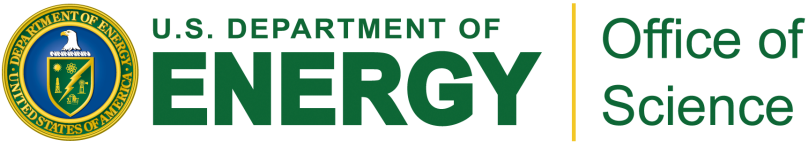 DEPARTMENT OF ENERGY
UNITED STATES OF AMERICA
U.S. DEPARTMENT OF
ENERGY
Office of
Science